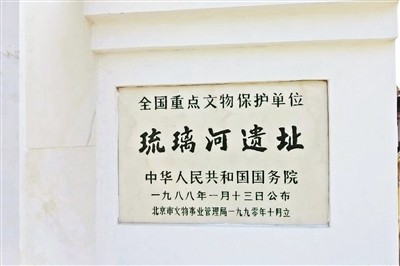 全国重点文物保护单位
琉璃河遗址
中华人民共和国国务院
一九八八年一月十三日公布
北京市文物事业管理局一九九零年十月立